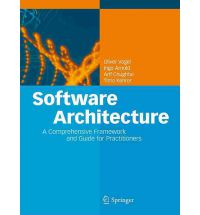 Oliver Vogel
Ingo Arnold
Arif Chughtai
Timo Kehrer
Software Architecture
A Comprehensive Framework
and Guide for Practitioners
Springer